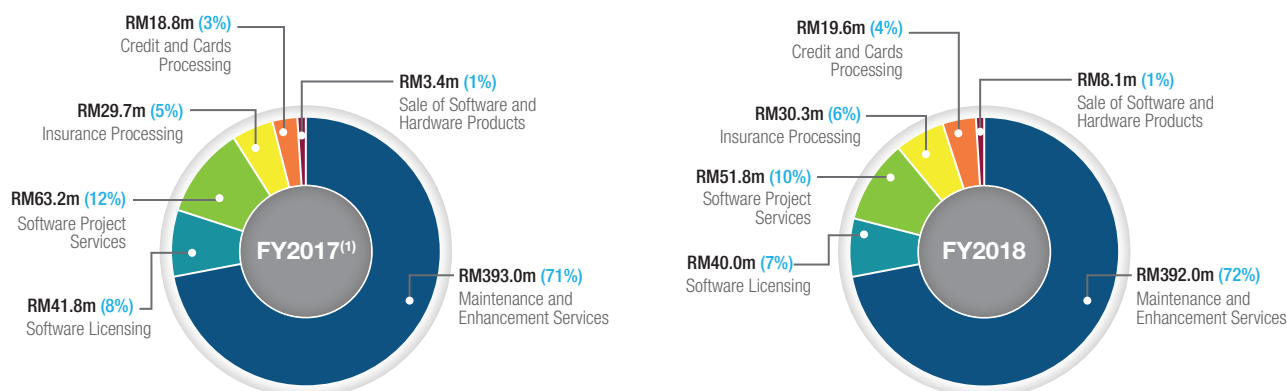 RM18.8m (3%)
Credit and Cards
Processing
RM3.4m (1%)
Sale of Software and
Hardware Products
RM29.7m (5%)
Insurance Processing
RM63.2m (12%)
Software Project
Services
FY2017(1)
RM393.0m (71%)
Maintenance and
Enhancement Services
RM41.8m (8%)
Software Licensing
RM19.6m (4%)
Credit and Cards
Processing
RM8.1m (1%)
Sale of Software and
Hardware Products
RM30.3m (6%)
Insurance Processing
RM51.8m (10%)
Software Project
Services
FY2018
RM40.0m (7%)
Software Licensing
RM392.0m (72%)
Maintenance and
Enhancement Services